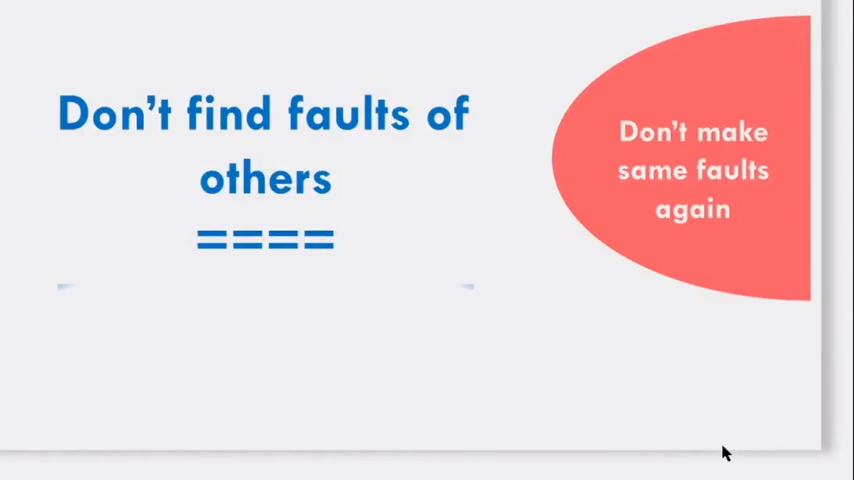 Don't find faults of
others
====
Don't make
same faults
again